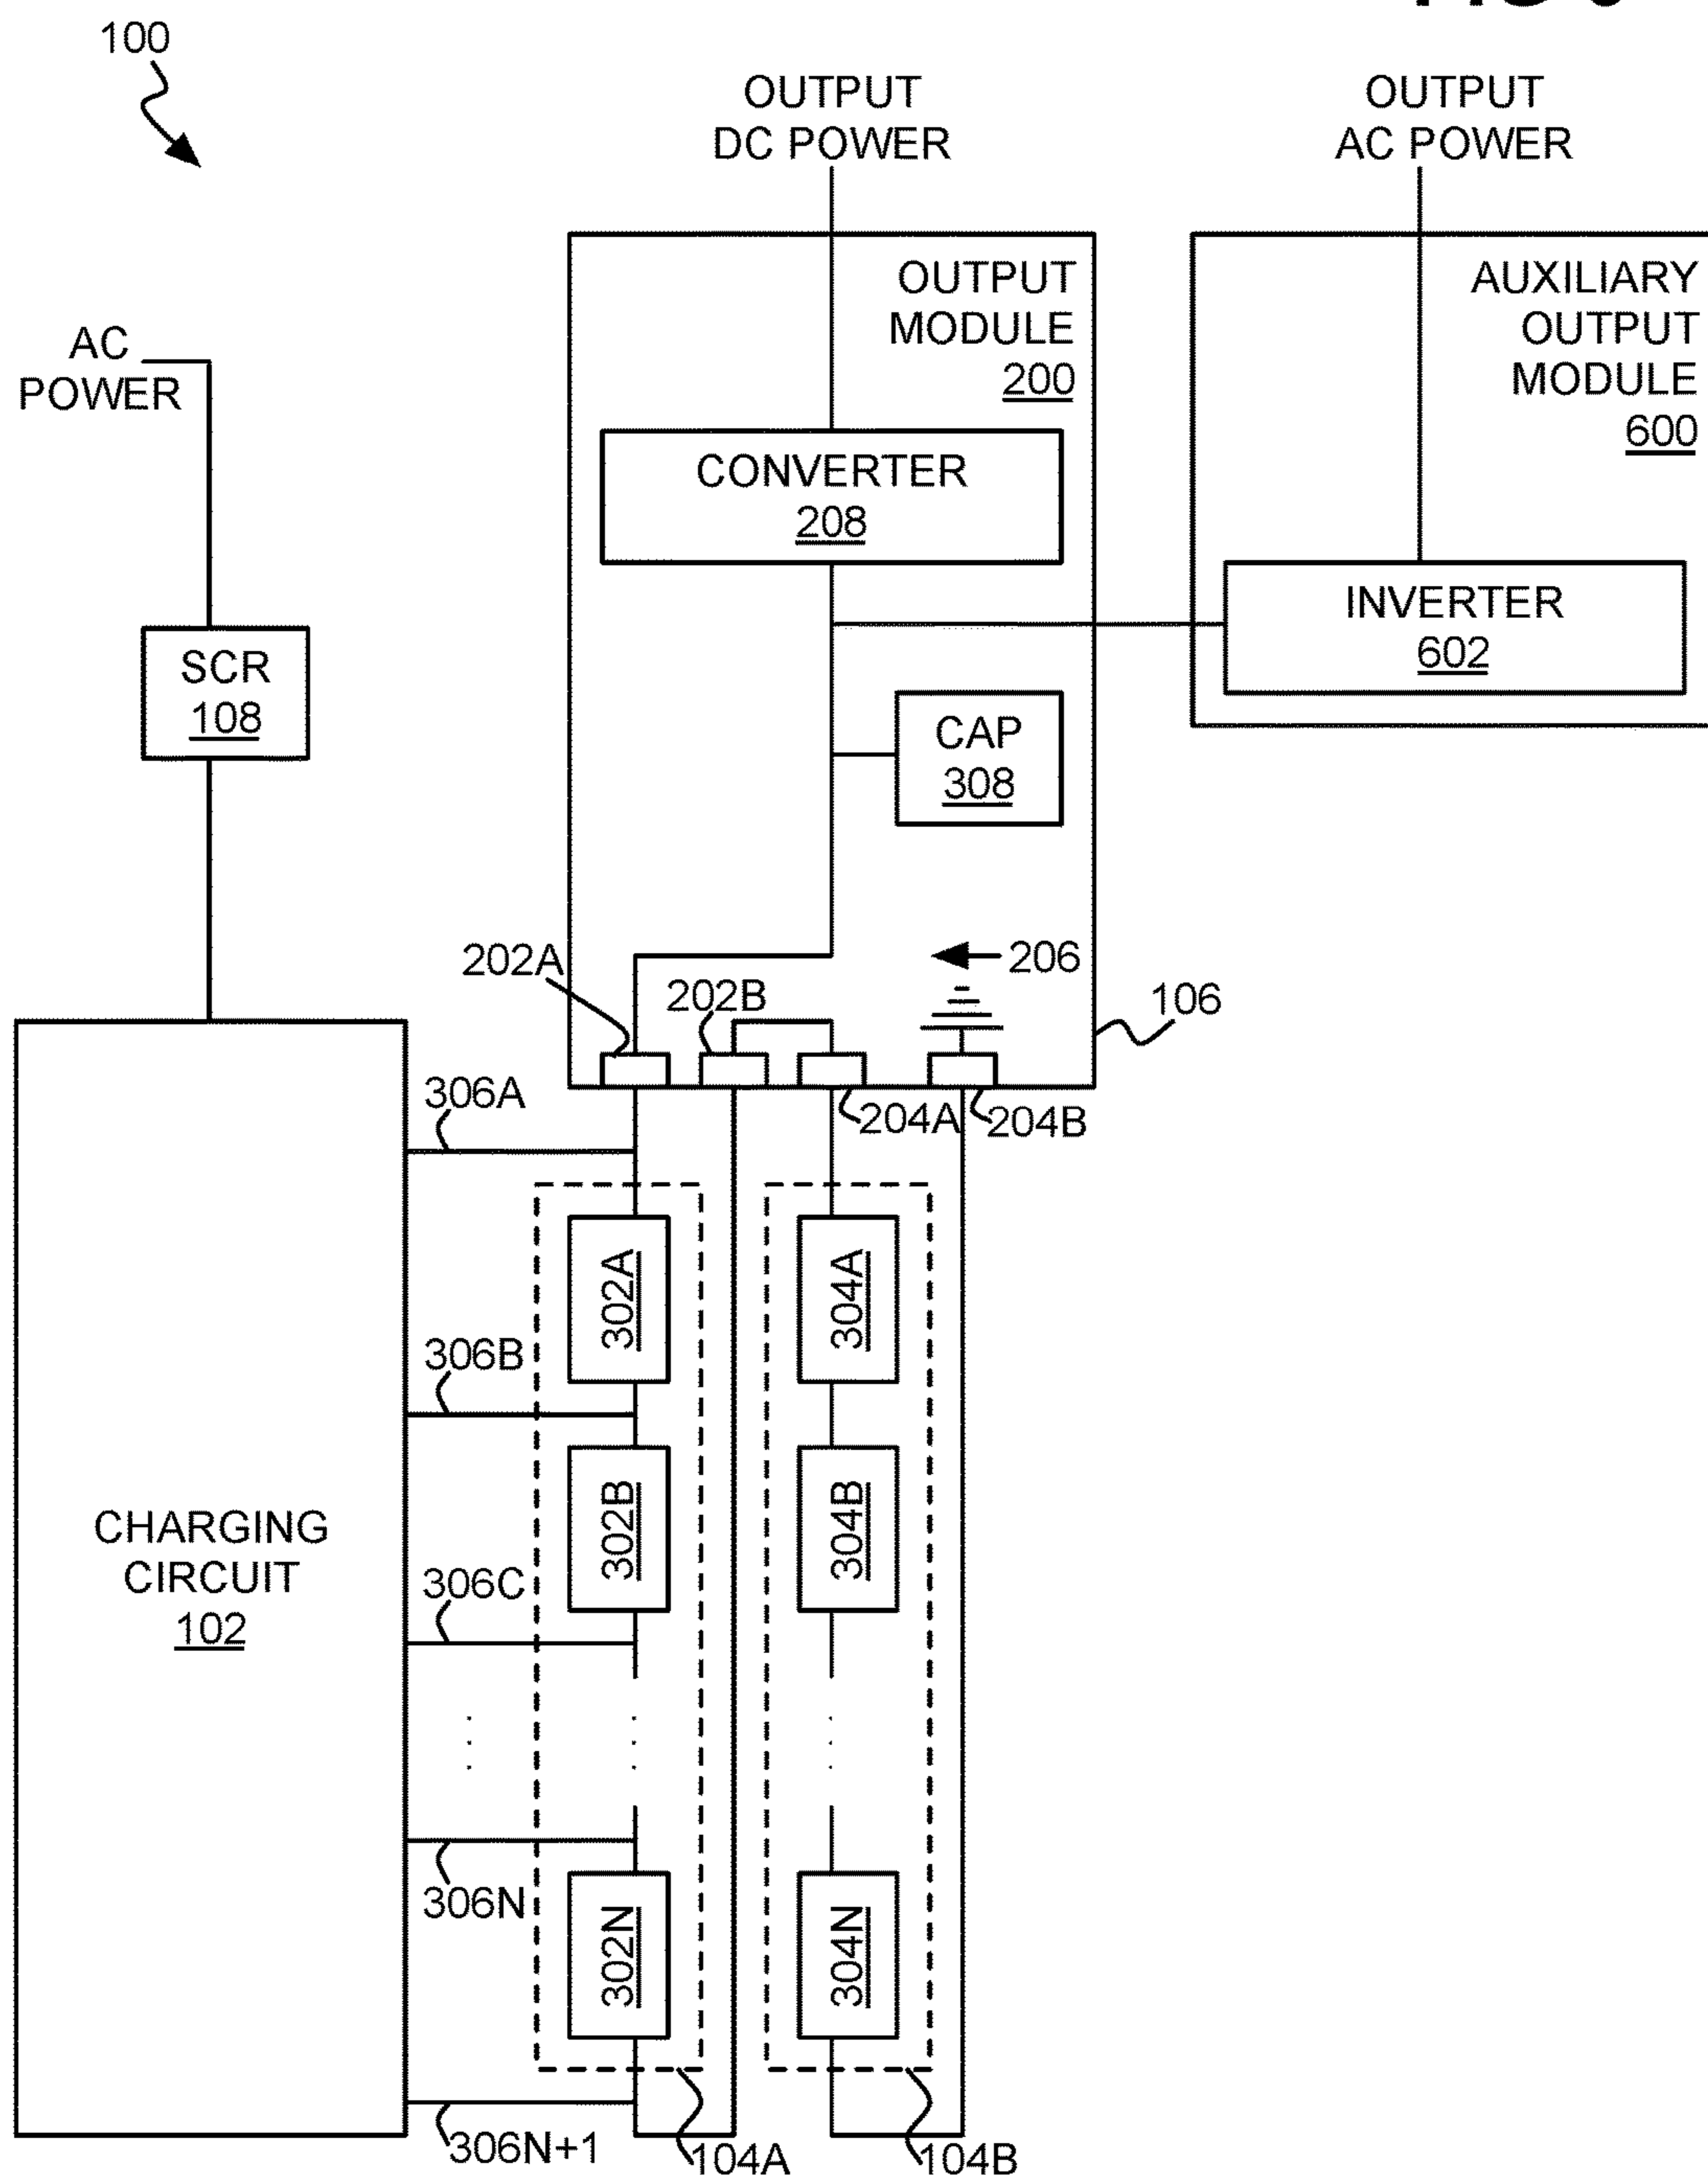 100
OUTPUT
DC POWER
OUTPUT
AC POWER
OUTPUT
MODULE
200
AUXILIARY
OUTPUT
MODULE
600
AC
POWER
CONVERTER
208
INVERTER
602
SCR
108
CAP
308
202A
206
202B
106
306A
204A
204B
302A
304A
306B
302B
304B
CHARGING
CIRCUIT
102
306C
306N
302N
304N
306N+1
104A
104B